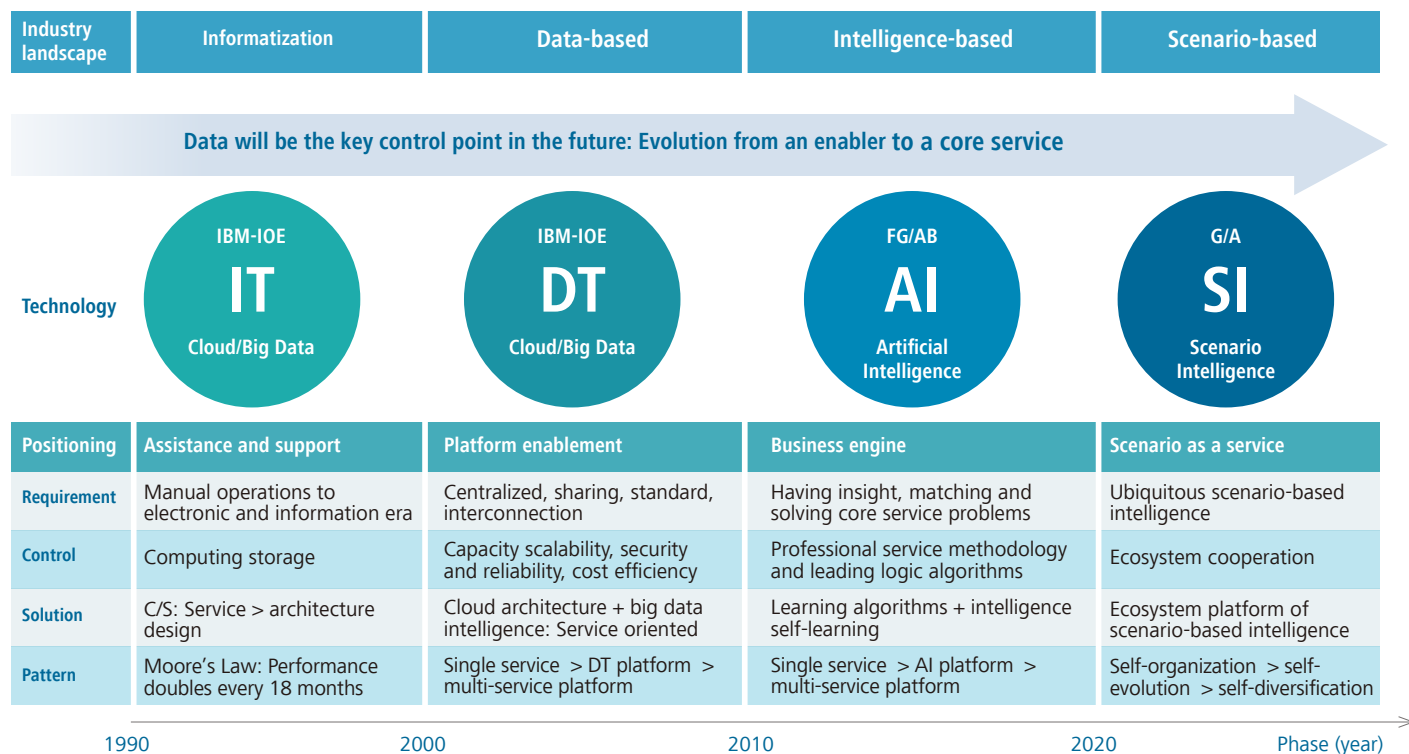 Industry
landscape
Informatization
Data-based
Intelligence-based
Scenario-based
Data will be the key control point in the future: Evolution from an enabler to a core service
Technology
IBM-IOE
IT
Cloud/Big Data
IBM-IOE
DT
Cloud/Big Data
FG/AB
AI
Artificial
Intelligence
G/A
SI
Scenario
Intelligence
Positioning
Assistance and support
Platform enablement
Business engine
Scenario as a service
Requirement
Manual operations to
electronic and information era
Centralized, sharing, standard,
interconnection
Having insight, matching and
solving core service problems
Ubiquitous scenario-based
intelligence
Control
Computing storage
Capacity scalability, security
and reliability, cost efficiency
Professional service methodology
and leading logic algorithms
Ecosystem cooperation
Solution
C/S: Service > architecture
design
Cloud architecture + big data
intelligence: Service oriented
Learning algorithms + intelligence
self-learning
Ecosystem platform of
scenario-based intelligence
Pattern
Moore's Law: Performance
doubles every 18 months
Single service > DT platform >
multi-service platform
Single service > AI platform >
multi-service platform
Self-organization > self-
evolution > self-diversification
1990
2000
2010
2020
Phase (year)